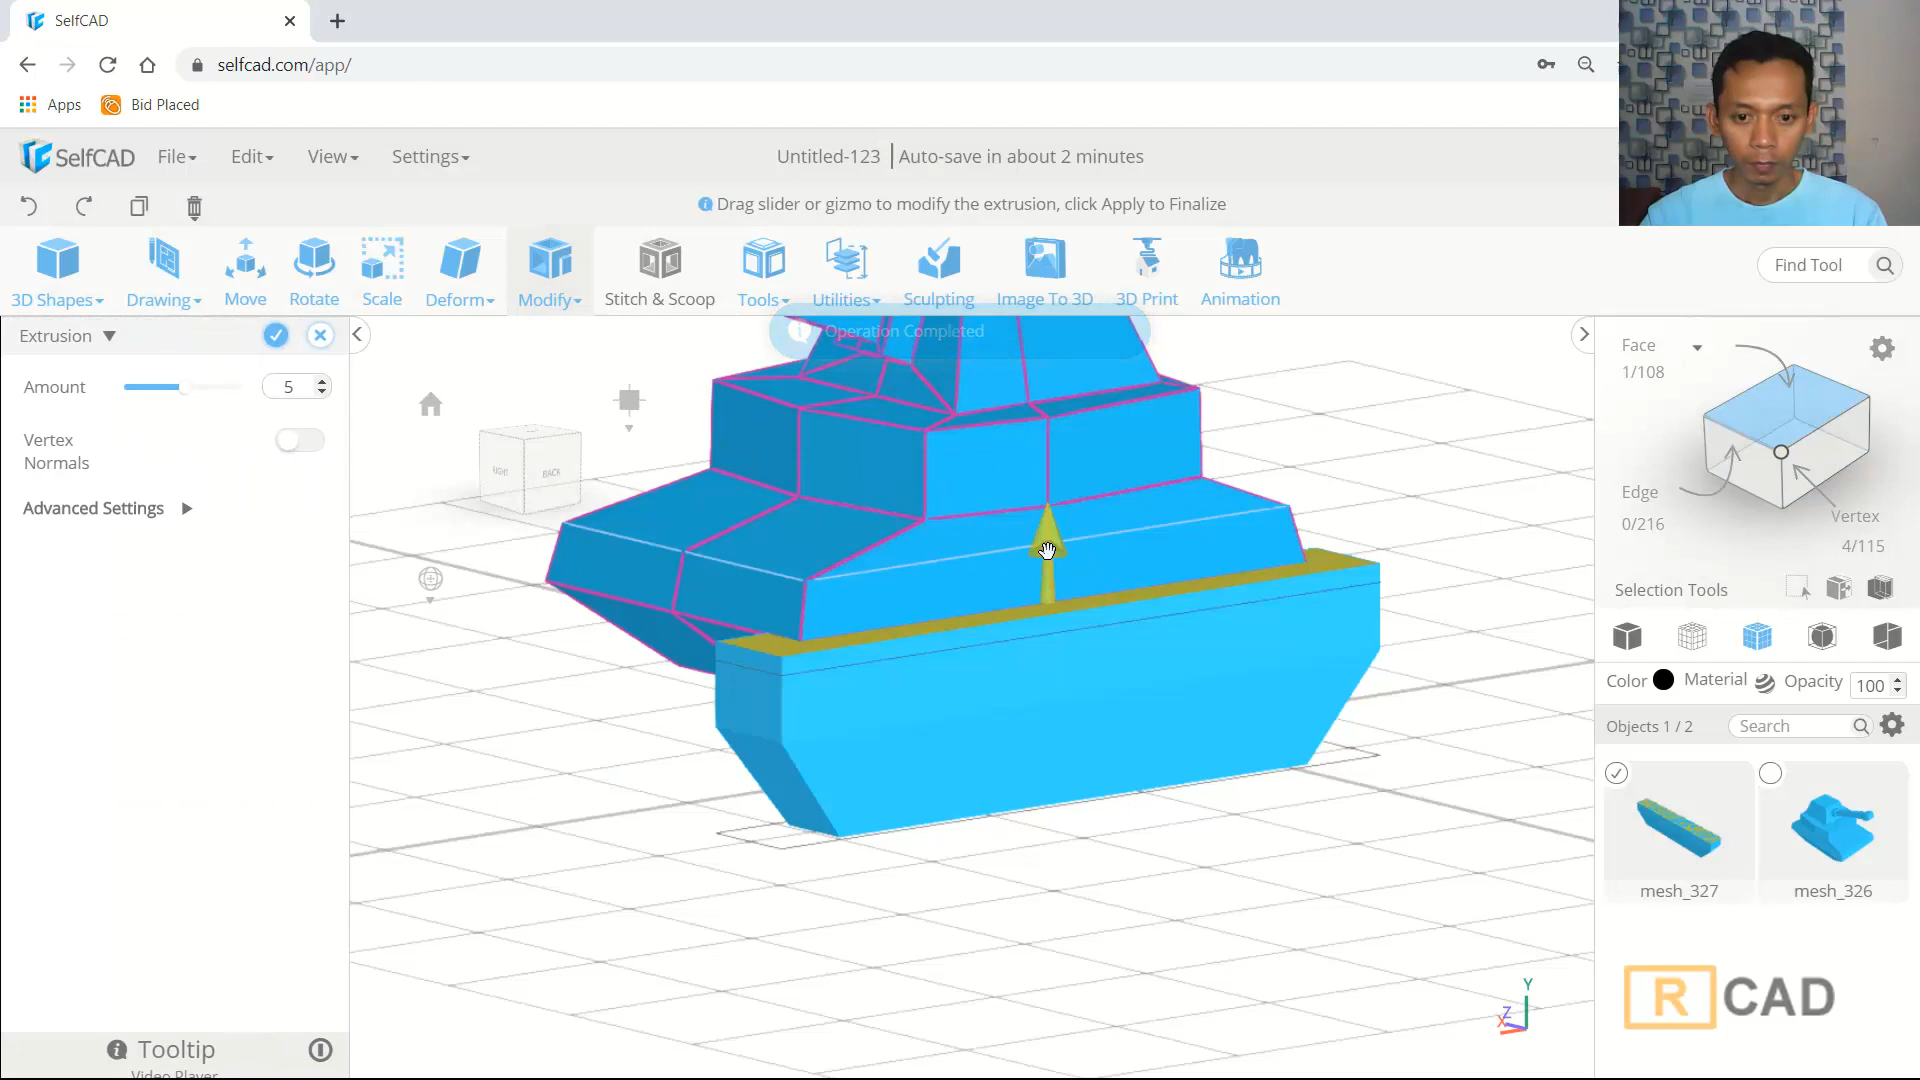 SelfCAD
selfcad.com/app/
Apps
Bid Placed
SelfCAD
File
Edit
View
Settings
Untitled-123
Auto-save in about 2 minutes
Drag slider or gizmo to modify the extrusion, click Apply to Finalize
3D Shapes
Drawing
Move
Rotate
Scale
Deform
Modify
Stitch & Scoop
Tools
Utilities
Sculpting
Image To 3D
3D Print
Animation
Find Tool
Extrusion
Operation Completed
Amount
5
Vertex
Normals
Advanced Settings
RIGHT
BACK
Face
1/108
Edge
0/216
Vertex
4/115
Selection Tools
Color
Material
Opacity
100
Objects 1 / 2
Search
mesh_327
mesh_326
Y
Z
X
R CAD
Tooltip
Video Player